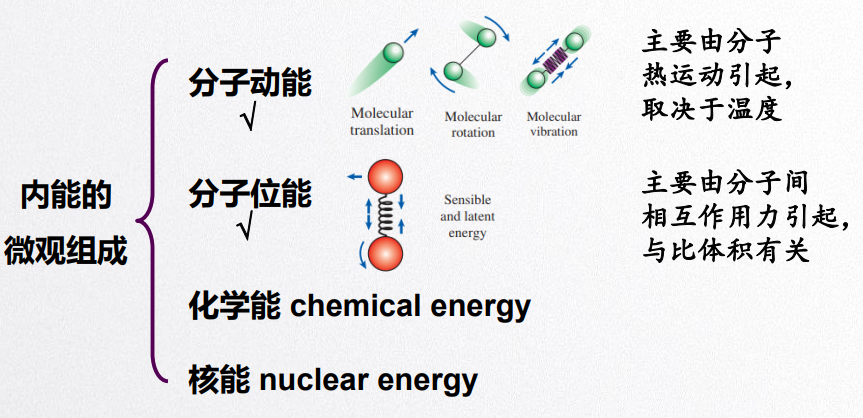 内能的
微观组成
分子动能
√
Molecular
translation
Molecular
rotation
Molecular
vibration
主要由分子
热运动引起，
取决于温度
分子位能
√
Sensible
and latent
energy
主要由分子间
相互作用力引起，
与比体积有关
化学能 chemical energy
核能 nuclear energy